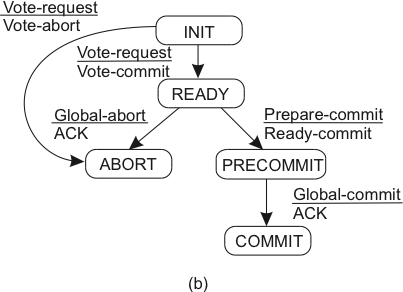 Vote-request
Vote-abort
INIT
Vote-request
Vote-commit
READY
Global-abort
ACK
Prepare-commit
Ready-commit
ABORT
PRECOMMIT
Global-commit
ACK
COMMIT
(b)